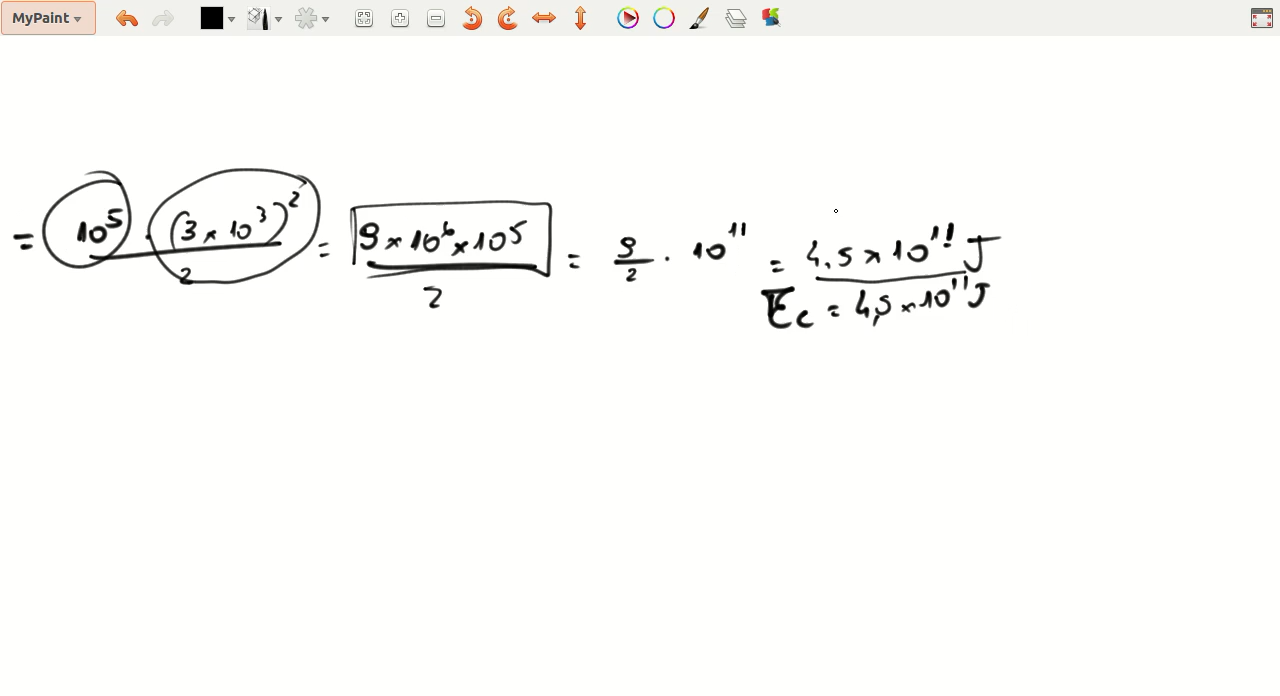 MyPaint
= 10⁵ · (3 × 10³)² / 2 = 9 × 10⁶ × 10⁵ / 2 = 9/2 · 10¹¹ = 4,5 × 10¹¹ J
Ec = 4,5 × 10¹¹ J